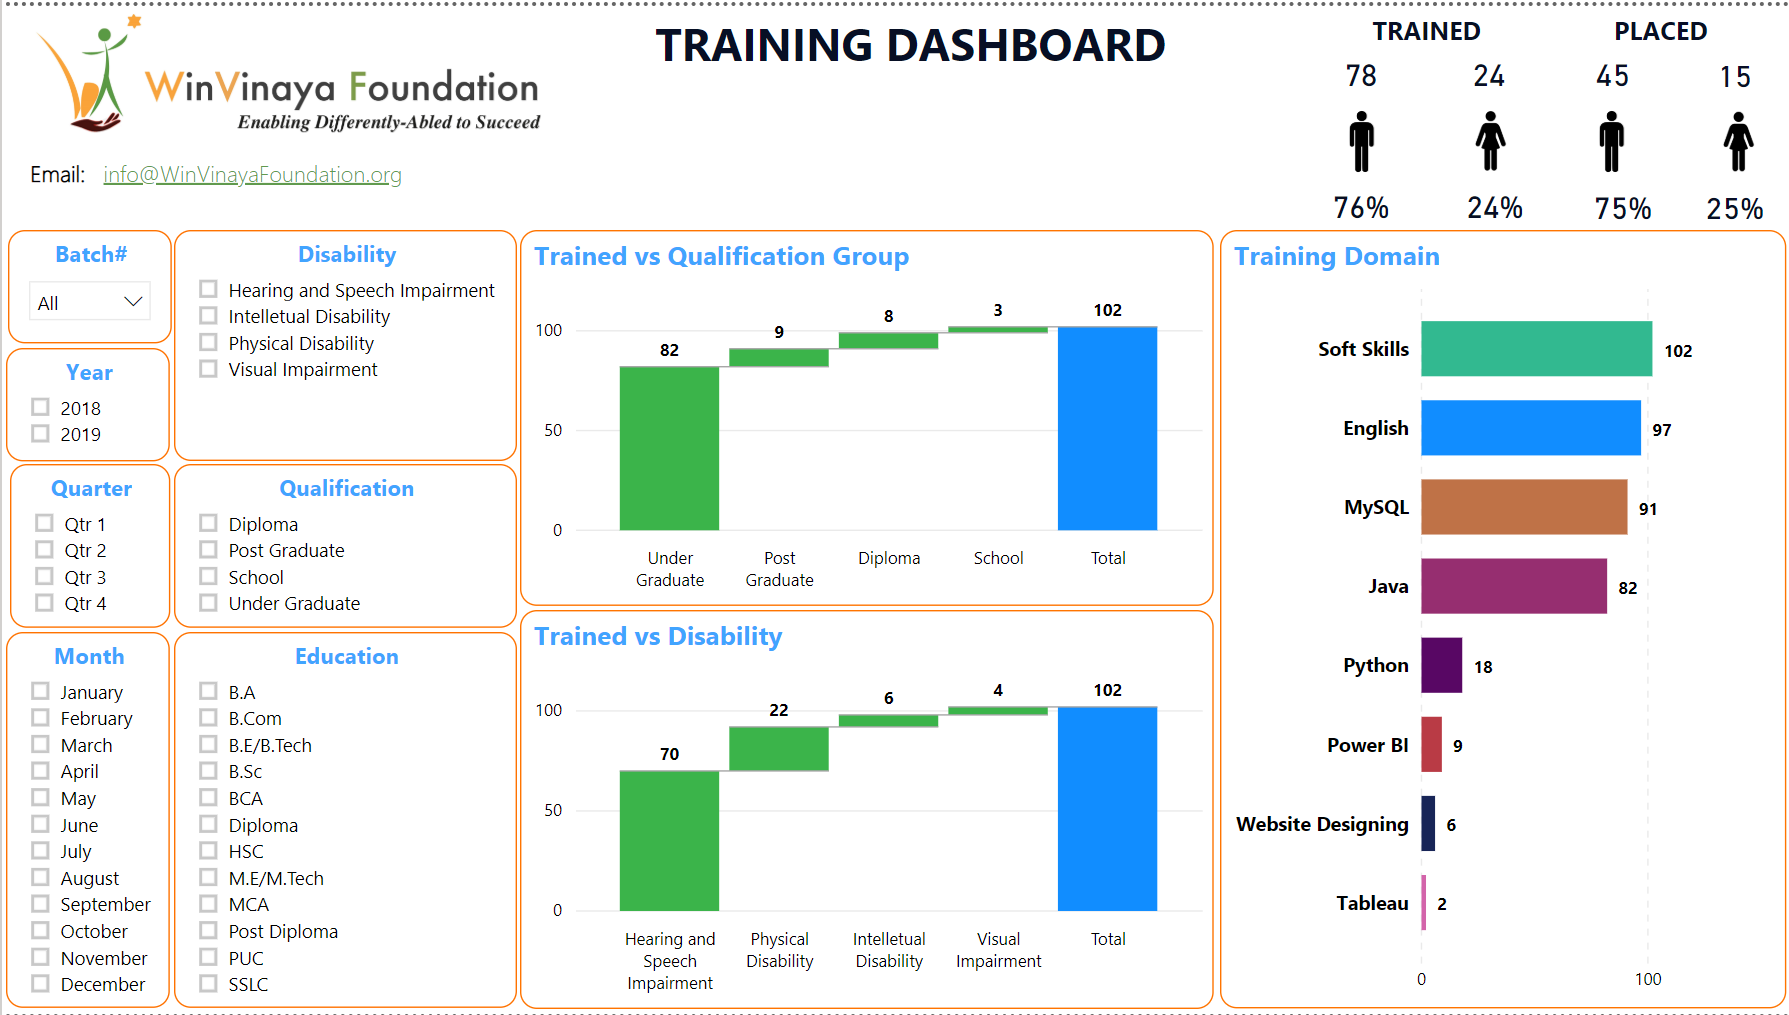 WinVinaya Foundation
Enabling Differently-Abled to Succeed
Email: info@WinVinayaFoundation.org
TRAINING DASHBOARD
TRAINED PLACED
78 24 45 15
76% 24% 75% 25%
Batch#
All
Year
2018
2019
Quarter
Qtr 1
Qtr 2
Qtr 3
Qtr 4
Month
January
February
March
April
May
June
July
August
September
October
November
December
Disability
Hearing and Speech Impairment
Intelletual Disability
Physical Disability
Visual Impairment
Qualification
Diploma
Post Graduate
School
Under Graduate
Education
B.A
B.Com
B.E/B.Tech
B.Sc
BCA
Diploma
HSC
M.E/M.Tech
MCA
Post Diploma
PUC
SSLC
Trained vs Qualification Group
100
50
0
82 9 8 3 102
Under Post Diploma School Total
Graduate Graduate
Trained vs Disability
100
50
0
70 22 6 4 102
Hearing and Physical Intelletual Visual Total
Speech Disability Disability Impairment
Impairment
Training Domain
Soft Skills 102
English 97
MySQL 91
Java 82
Python 18
Power BI 9
Website Designing 6
Tableau 2
0 100